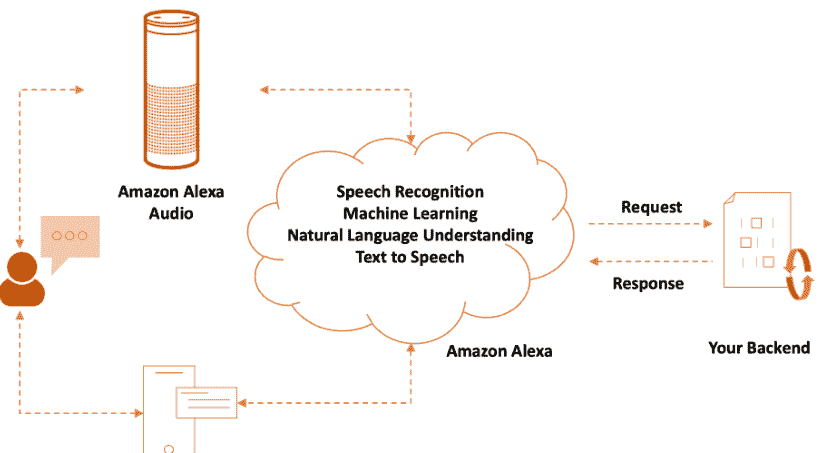 Amazon Alexa
Audio
Speech Recognition
Machine Learning
Natural Language Understanding
Text to Speech
Request
Response
Amazon Alexa
Your Backend